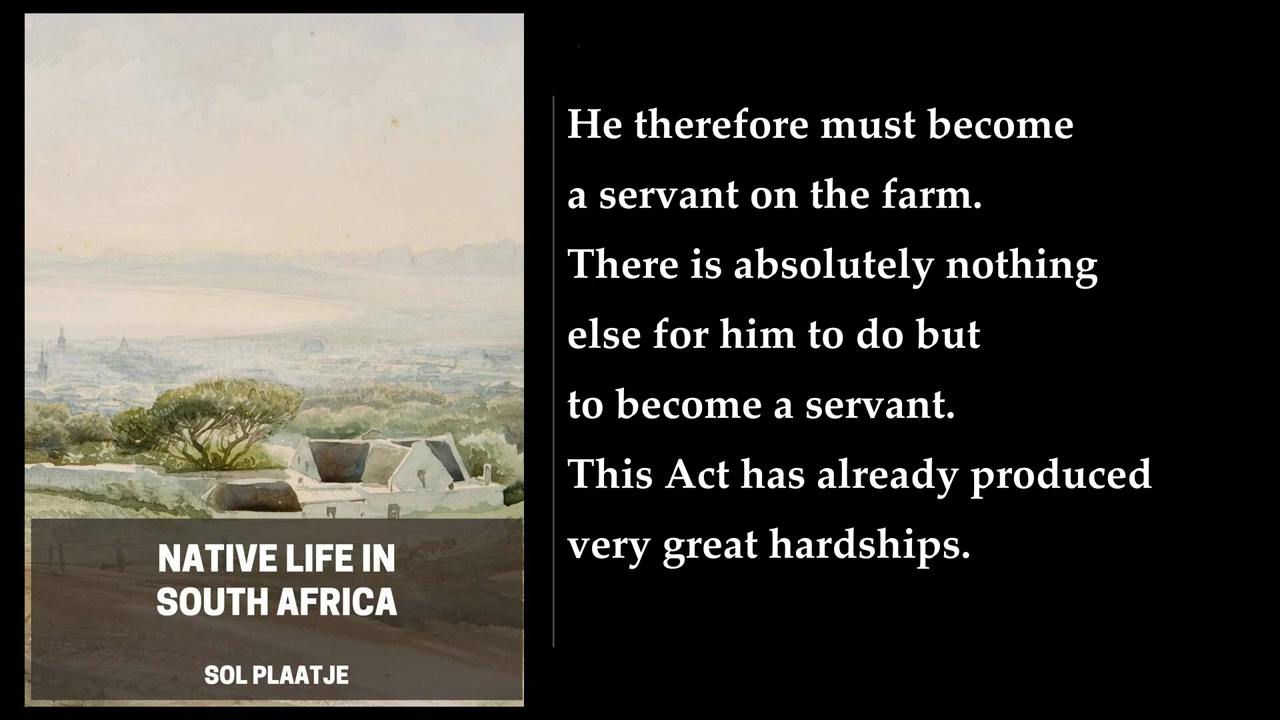 NATIVE LIFE IN
SOUTH AFRICA
SOL PLAATJE
He therefore must become
a servant on the farm.
There is absolutely nothing
else for him to do but
to become a servant.
This Act has already produced
very great hardships.